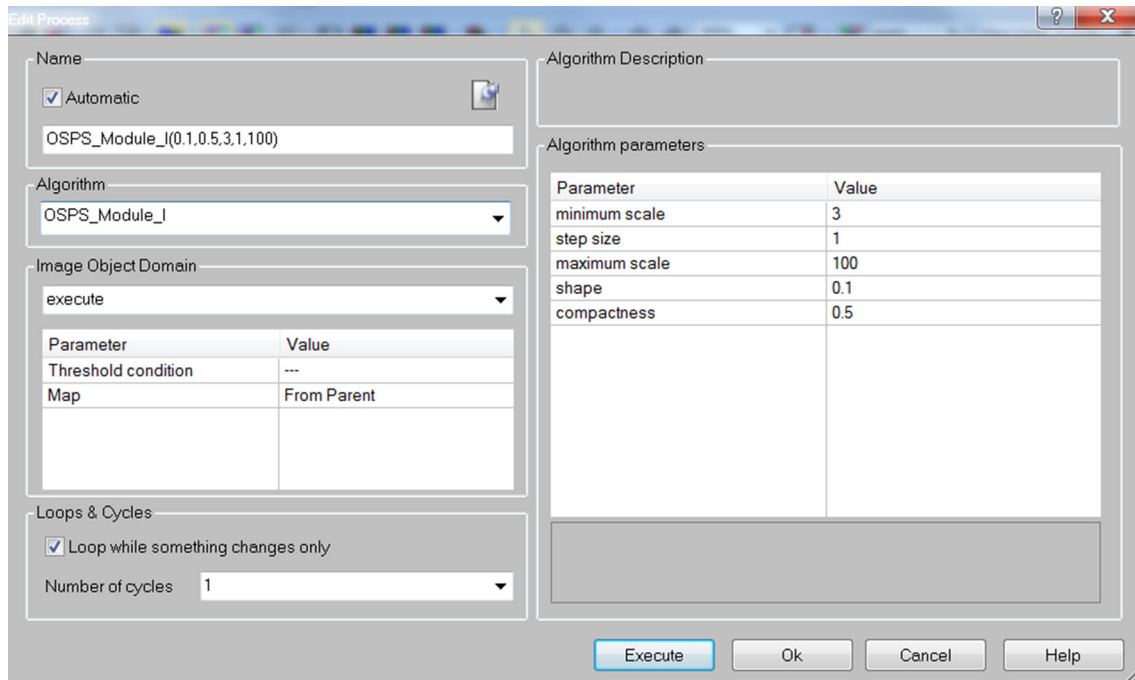 Edit Process
?
X
Name
Automatic
OSPS_Module_I(0.1,0.5,3,1,100)
Algorithm
OSPS_Module_I
Image Object Domain
execute
Parameter Value
Threshold condition ---
Map From Parent
Loops & Cycles
Loop while something changes only
Number of cycles 1
Algorithm Description
Algorithm parameters
Parameter Value
minimum scale 3
step size 1
maximum scale 100
shape 0.1
compactness 0.5
Execute Ok Cancel Help